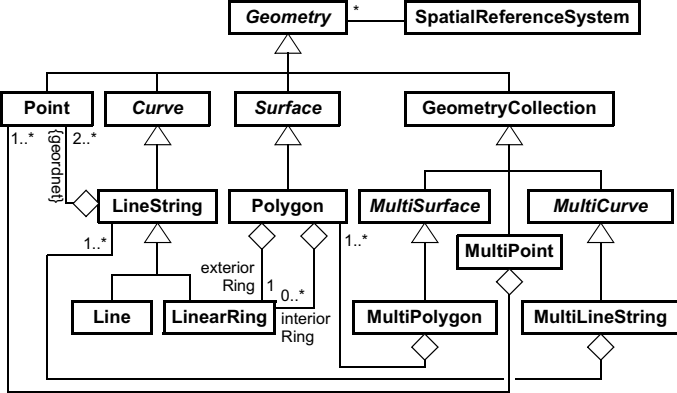 Geometry
*
SpatialReferenceSystem
Point
Curve
Surface
GeometryCollection
1..*
{geordnet}
2..*
LineString
Polygon
MultiSurface
MultiCurve
1..*
1..*
MultiPoint
exterior
Ring
1
0..*
interior
Ring
Line
LinearRing
MultiPolygon
MultiLineString